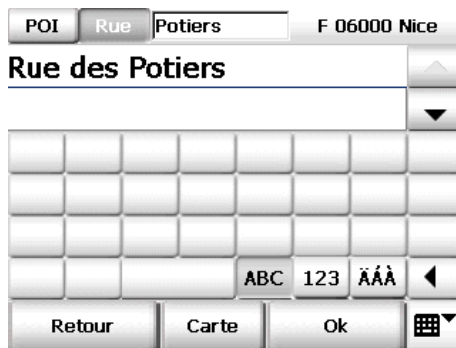 POI Rue Potiers F 06000 Nice
Rue des Potiers
ABC 123 ÄÁÀ
Retour Carte Ok